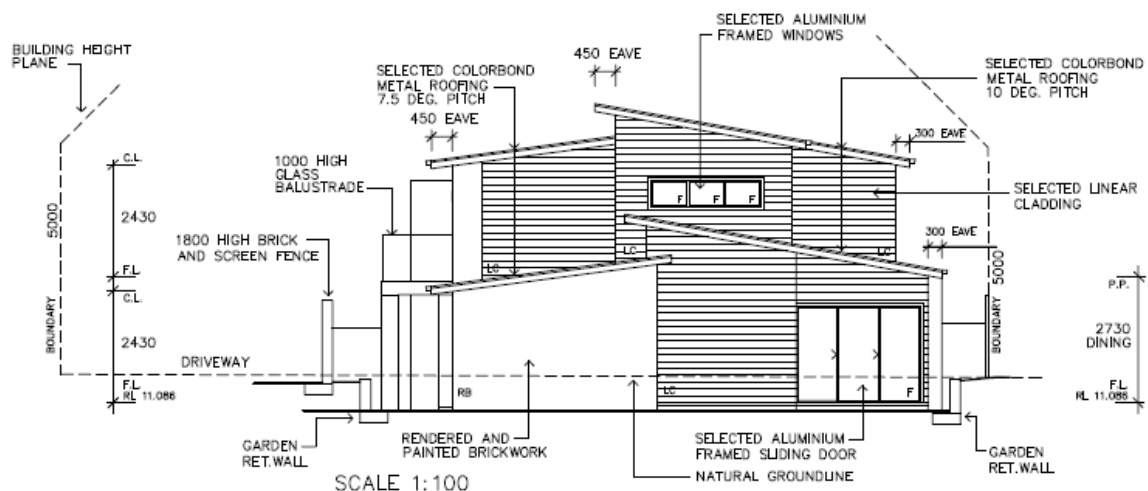 BUILDING HEIGHT
PLANE
SELECTED COLORBOND
METAL ROOFING
7.5 DEG. PITCH
450 EAVE
450 EAVE
SELECTED ALUMINIUM
FRAMED WINDOWS
SELECTED COLORBOND
METAL ROOFING
10 DEG. PITCH
300 EAVE
C.L.
1000 HIGH
GLASS
BALUSTRADE
5000
2430
F F F
SELECTED LINEAR
CLADDING
1800 HIGH BRICK
AND SCREEN FENCE
LC
LC
LC
300 EAVE
5000
F.L
C.L.
P.P.
BOUNDARY
2430
DRIVEWAY
2730
DINING
BOUNDARY
F.L
RL 11.086
RB
LC
F
F.L
RL 11.086
GARDEN
RET.WALL
RENDERED AND
PAINTED BRICKWORK
SELECTED ALUMINIUM
FRAMED SLIDING DOOR
NATURAL GROUNDLINE
GARDEN
RET.WALL
SCALE 1:100